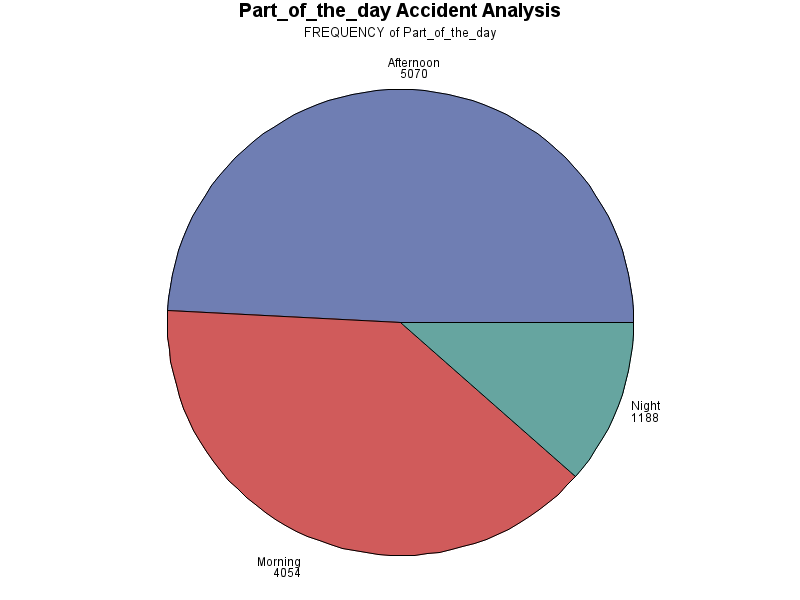 Part_of_the_day Accident Analysis
FREQUENCY of Part_of_the_day
Afternoon
5070
Night
1188
Morning
4054